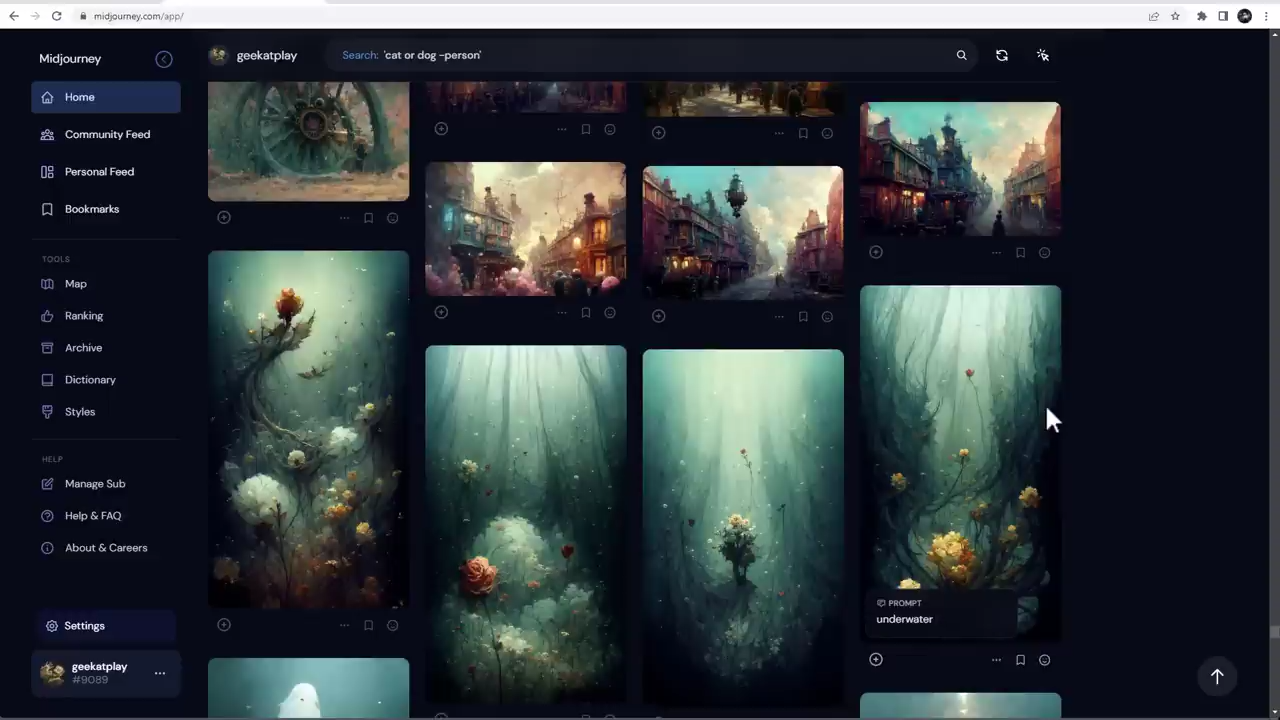 midjourney.com/app/
Midjourney
geekatplay
Search: 'cat or dog -person'
Home
Community Feed
Personal Feed
Bookmarks
TOOLS
Map
Ranking
Archive
Dictionary
Styles
HELP
Manage Sub
Help & FAQ
About & Careers
PROMPT
underwater
Settings
geekatplay
#9089